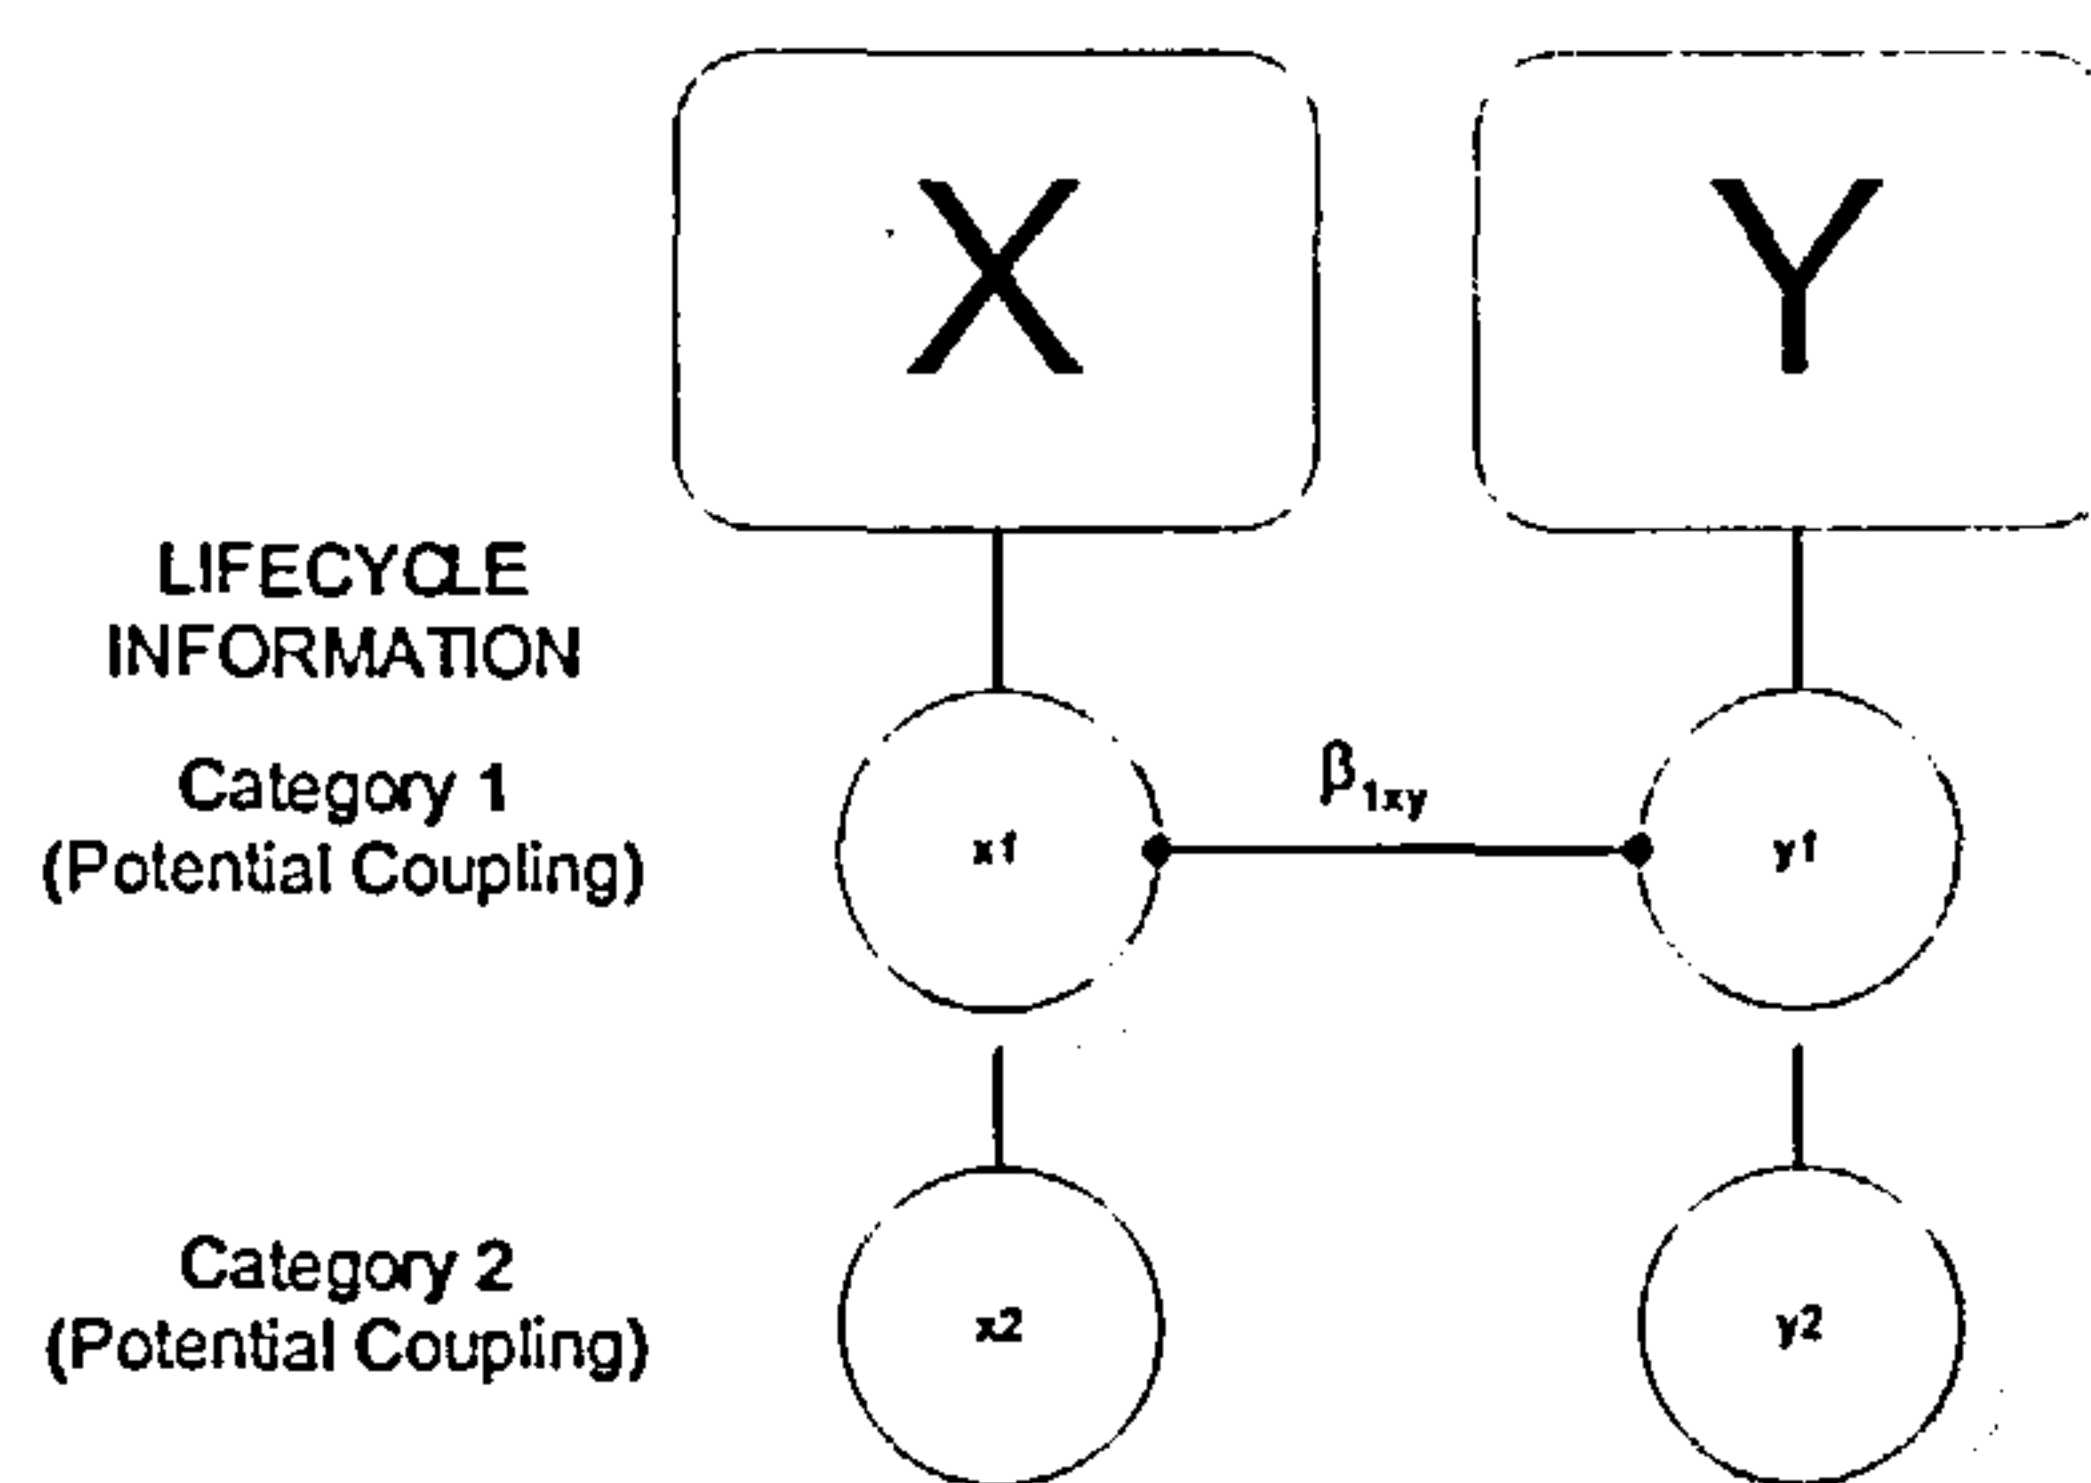 X
Y
LIFECYCLE
INFORMATION
Category 1
(Potential Coupling)
β1xy
x1
y1
Category 2
(Potential Coupling)
x2
y2